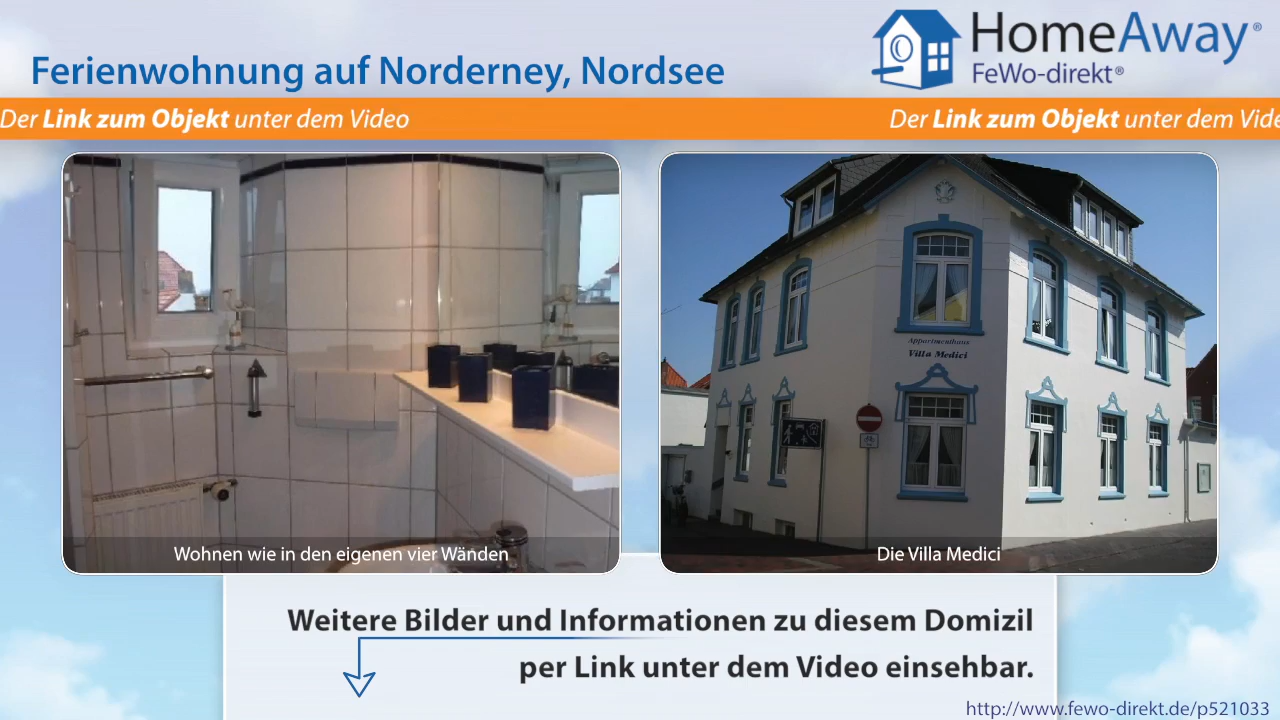 HomeAway®
FeWo-direkt®
Ferienwohnung auf Norderney, Nordsee
Der Link zum Objekt unter dem Video
Der Link zum Objekt unter dem Vide
Appartmenthaus
Villa Medici
Wohnen wie in den eigenen vier Wänden
Die Villa Medici
Weitere Bilder und Informationen zu diesem Domizil
per Link unter dem Video einsehbar.
http://www.fewo-direkt.de/p521033